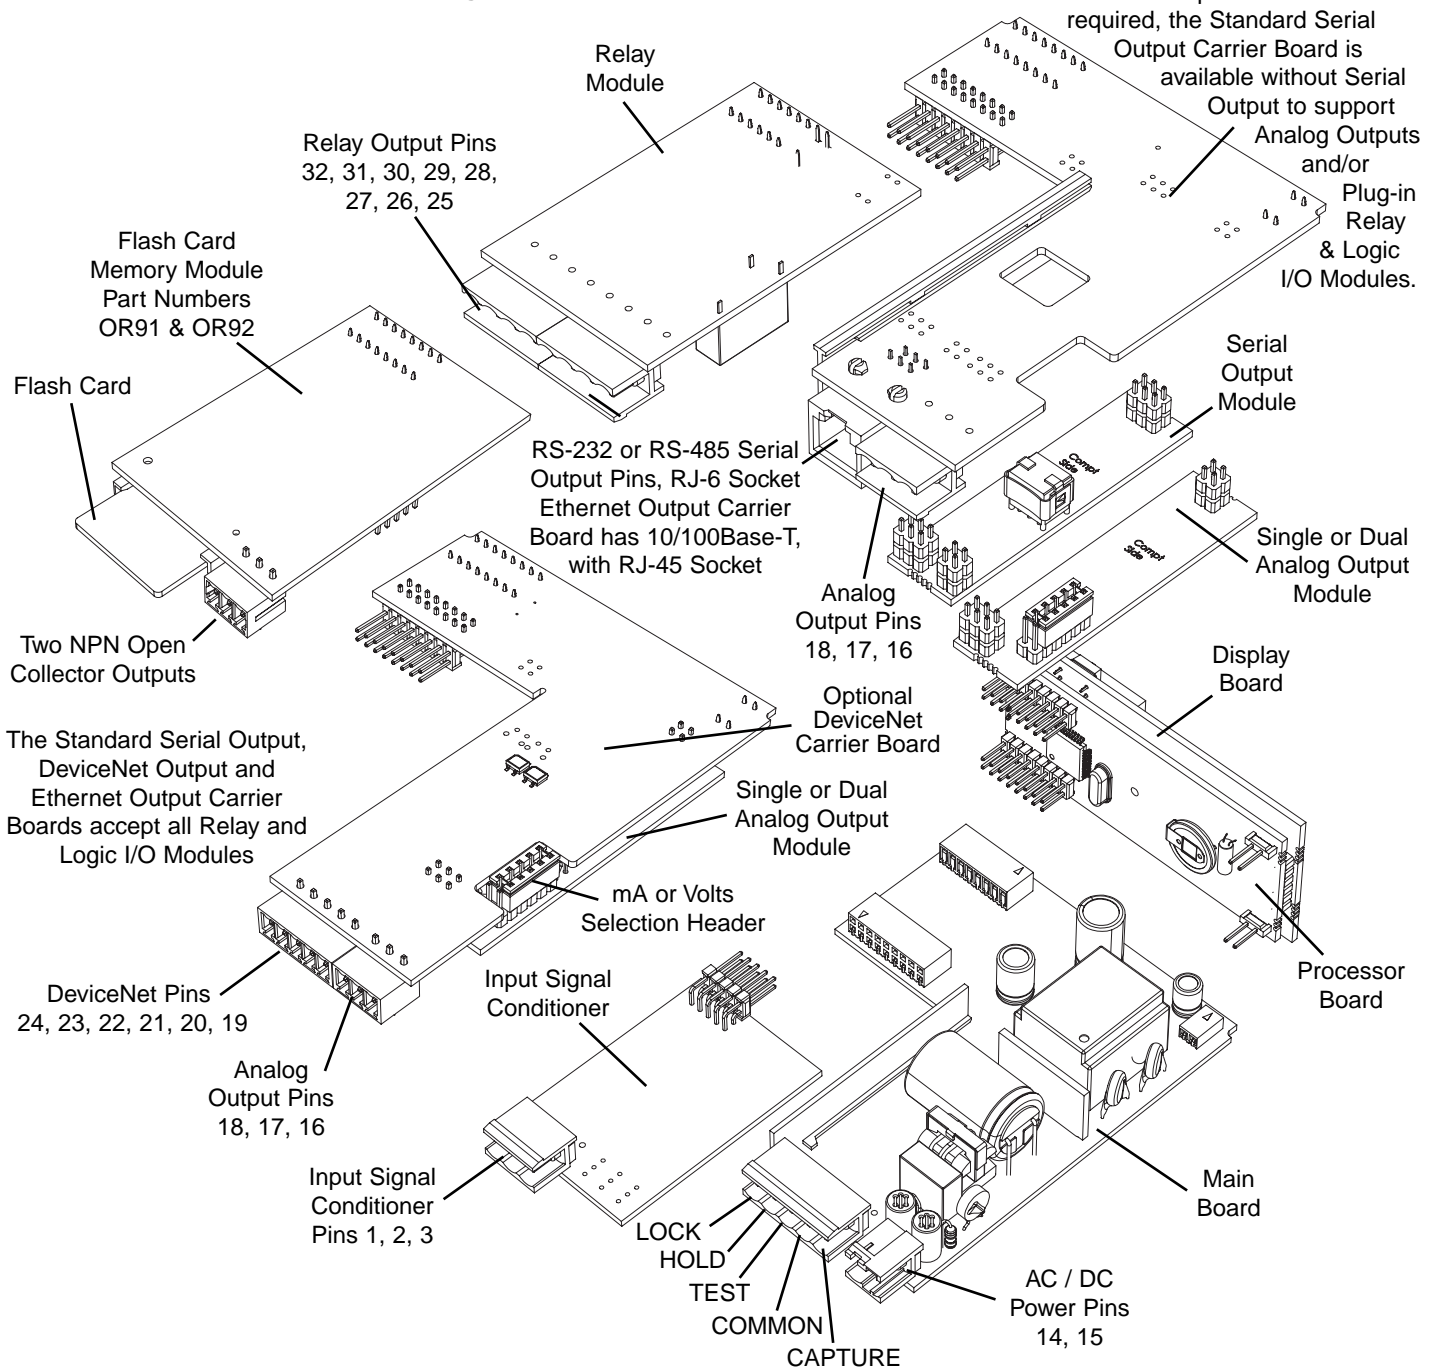 required, the Standard Serial
Output Carrier Board is
available without Serial
Output to support
Analog Outputs
and/or
Plug-in
Relay
& Logic
I/O Modules.
Relay
Module
Relay Output Pins
32, 31, 30, 29, 28,
27, 26, 25
Flash Card
Memory Module
Part Numbers
OR91 & OR92
Flash Card
Serial
Output
Module
RS-232 or RS-485 Serial
Output Pins, RJ-6 Socket
Ethernet Output Carrier
Board has 10/100Base-T,
with RJ-45 Socket
Compt
Side
Compt
Side
Single or Dual
Analog Output
Module
Analog
Output Pins
18, 17, 16
Two NPN Open
Collector Outputs
Display
Board
Optional
DeviceNet
Carrier Board
The Standard Serial Output,
DeviceNet Output and
Ethernet Output Carrier
Boards accept all Relay and
Logic I/O Modules
Single or Dual
Analog Output
Module
mA or Volts
Selection Header
Processor
Board
DeviceNet Pins
24, 23, 22, 21, 20, 19
Input Signal
Conditioner
Analog
Output Pins
18, 17, 16
Input Signal
Conditioner
Pins 1, 2, 3
Main
Board
LOCK
HOLD
TEST
COMMON
CAPTURE
AC / DC
Power Pins
14, 15